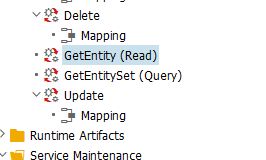 Delete
Mapping
GetEntity (Read)
GetEntitySet (Query)
Update
Mapping
Runtime Artifacts
Service Maintenance